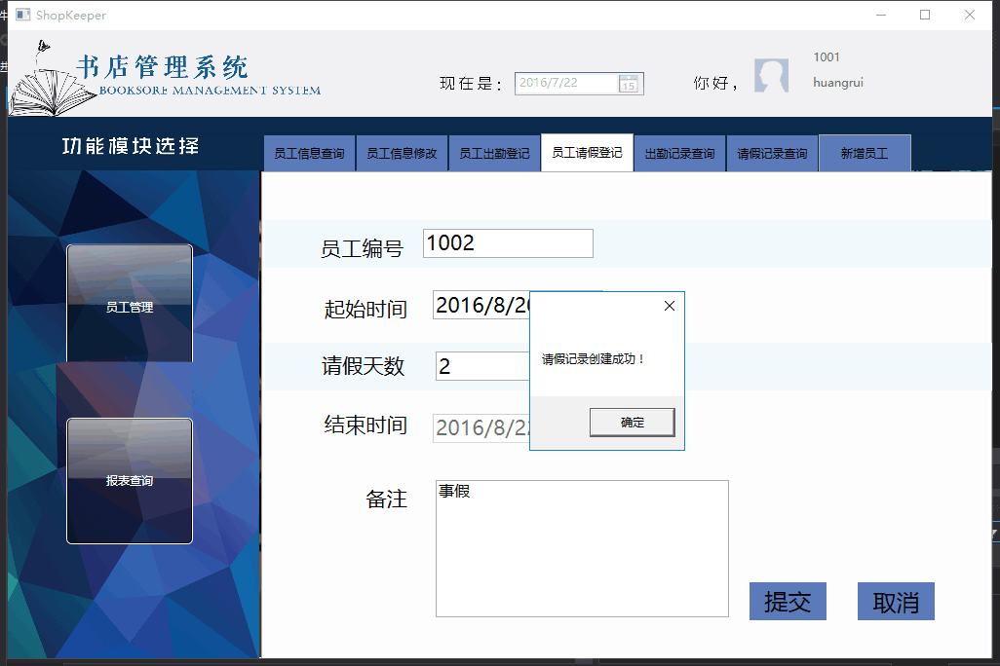 ShopKeeper
书店管理系统
BOOKSORE MANAGEMENT SYSTEM
现在是：
2016/7/22
15
你好，
1001
huangrui
功能模块选择
员工信息查询
员工信息修改
员工出勤登记
员工请假登记
出勤记录查询
请假记录查询
新增员工
员工管理
报表查询
员工编号
1002
起始时间
2016/8/20
请假天数
2
结束时间
2016/8/22
备注
事假
请假记录创建成功！
确定
提交
取消